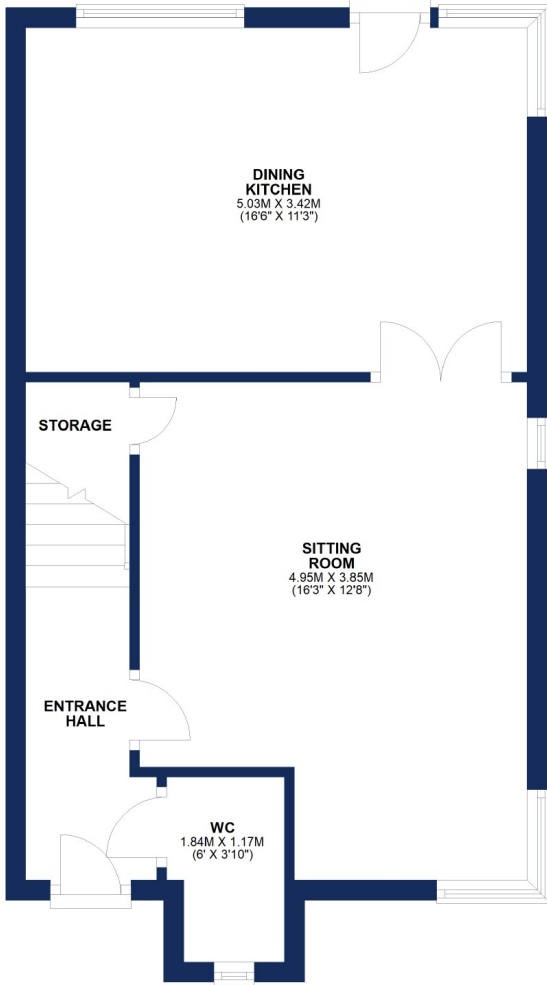 DINING
KITCHEN
5.03M X 3.42M
(16'6" X 11'3")
STORAGE
SITTING
ROOM
4.95M X 3.85M
(16'3" X 12'8")
ENTRANCE
HALL
WC
1.84M X 1.17M
(6' X 3'10")